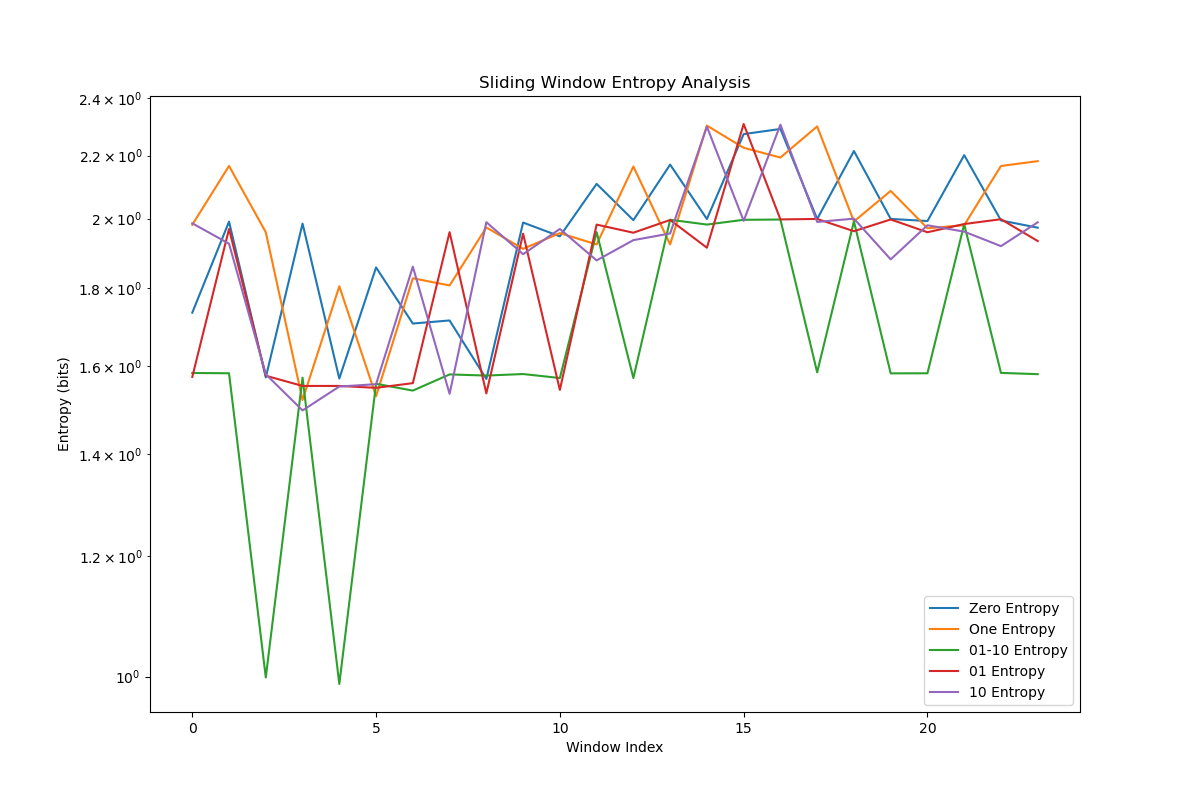 Sliding Window Entropy Analysis
Entropy (bits)
2.4 × 10⁰
2.2 × 10⁰
2 × 10⁰
1.8 × 10⁰
1.6 × 10⁰
1.4 × 10⁰
1.2 × 10⁰
10⁰
Zero Entropy
One Entropy
01-10 Entropy
01 Entropy
10 Entropy
0 5 10 15 20
Window Index